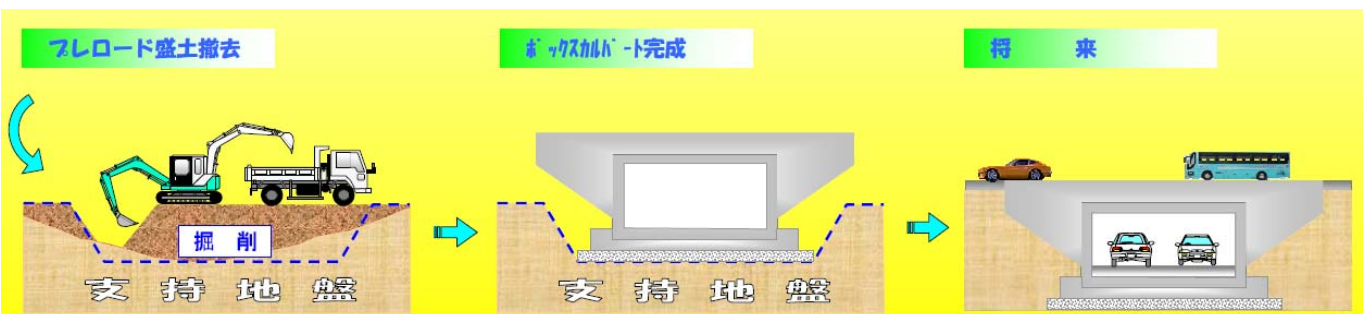 プレロード盛土撤去
掘 削
支 持 地 盤
ﾎﾞｯｸｽｶﾙﾊﾞｰﾄ完成
支 持 地 盤
将 来